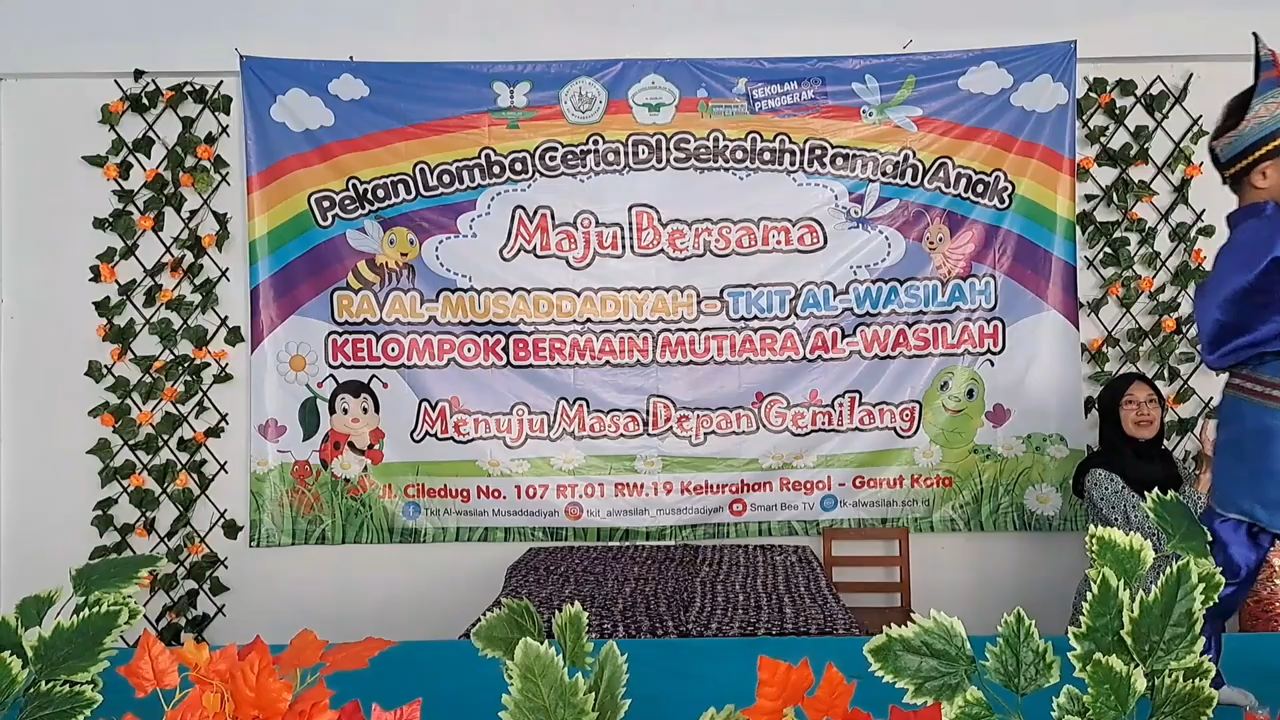 SEKOLAH
PENGGERAK
Pekan Lomba Ceria DI Sekolah Ramah Anak
Maju Bersama
RA AL-MUSADDADIYAH - TKIT AL-WASILAH
KELOMPOK BERMAIN MUTIARA AL-WASILAH
Menuju Masa Depan Gemilang
Jl. Ciledug No. 107 RT.01 RW.19 Kelurahan Regol - Garut Kota
Tkit Al-wasilah Musaddadiyah tkit_alwasilah_musaddadiyah Smart Bee TV tk-alwasilah.sch.id